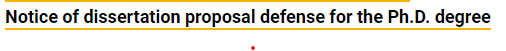 Notice of dissertation proposal defense for the Ph.D. degree